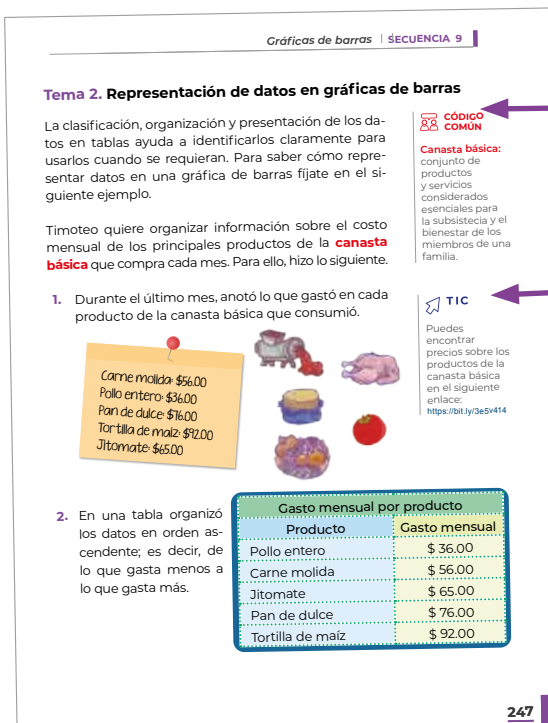 Gráficas de barras | SECUENCIA 9
Tema 2. Representación de datos en gráficas de barras
La clasificación, organización y presentación de los da-
tos en tablas ayuda a identificarlos claramente para
usarlos cuando se requieran. Para saber cómo repre-
sentar datos en una gráfica de barras fíjate en el si-
guiente ejemplo.
Timoteo quiere organizar información sobre el costo
mensual de los principales productos de la canasta
básica que compra cada mes. Para ello, hizo lo siguiente.
CÓDIGO
COMÚN
Canasta básica:
conjunto de
productos
y servicios
considerados
esenciales para
la subsistecia y el
bienestar de los
miembros de una
familia.
1. Durante el último mes, anotó lo que gastó en cada
producto de la canasta básica que consumió.
TIC
Puedes
encontrar
precios sobre los
productos de la
canasta básica
en el siguiente
enlace:
https://bit.ly/3e5v414
Carne molida: $56.00
Pollo entero: $36.00
Pan de dulce: $76.00
Tortilla de maíz: $92.00
Jitomate: $65.00
2. En una tabla organizó
los datos en orden as-
cendente; es decir, de
lo que gasta menos a
lo que gasta más.
Gasto mensual por producto
Producto Gasto mensual
Pollo entero $ 36.00
Carne molida $ 56.00
Jitomate $ 65.00
Pan de dulce $ 76.00
Tortilla de maíz $ 92.00
247